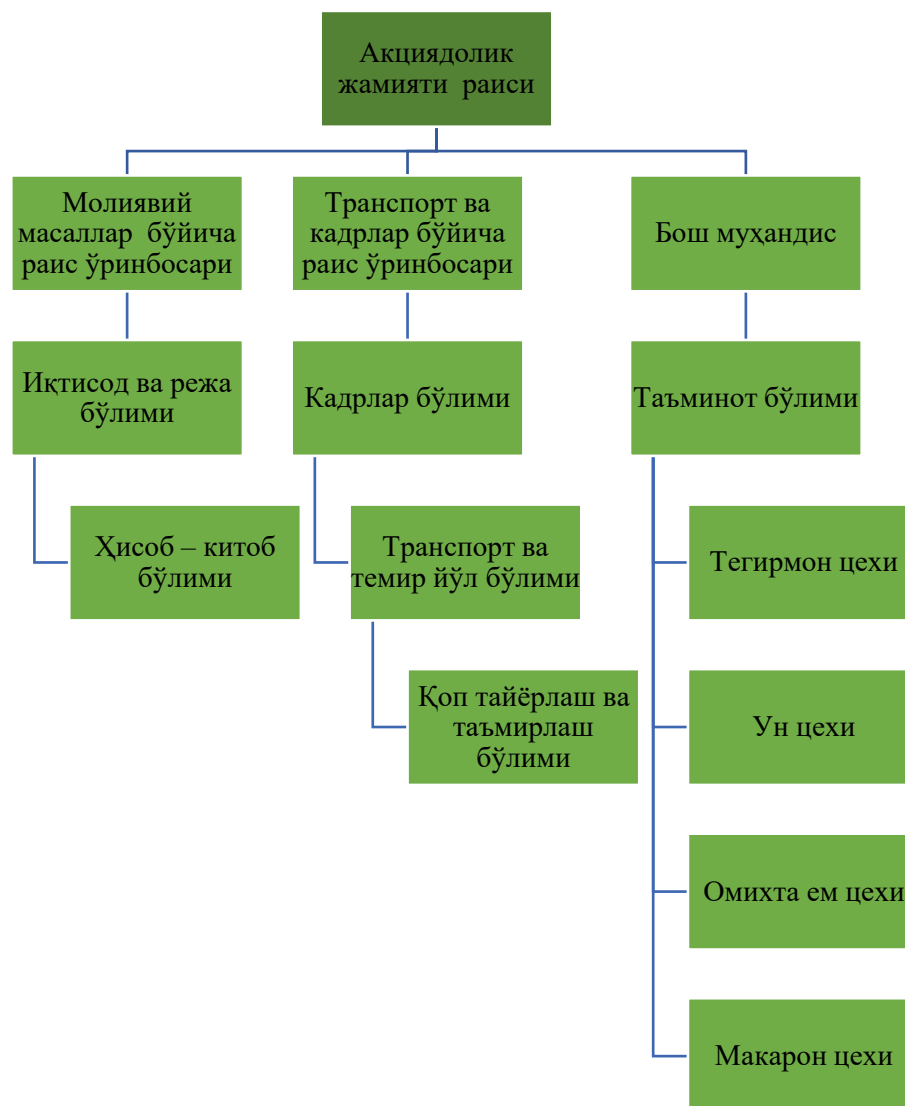 Акциядолик
жамияти раиси
Молиявий
масаллар бўйича
раис ўринбосари
Транспорт ва
кадрлар бўйича
раис ўринбосари
Бош муҳандис
Иқтисод ва режа
бўлими
Кадрлар бўлими
Таъминот бўлими
Ҳисоб – китоб
бўлими
Транспорт ва
темир йўл бўлими
Тегирмон цехи
Қоп тайёрлаш ва
таъмирлаш
бўлими
Ун цехи
Омихта ем цехи
Макарон цехи